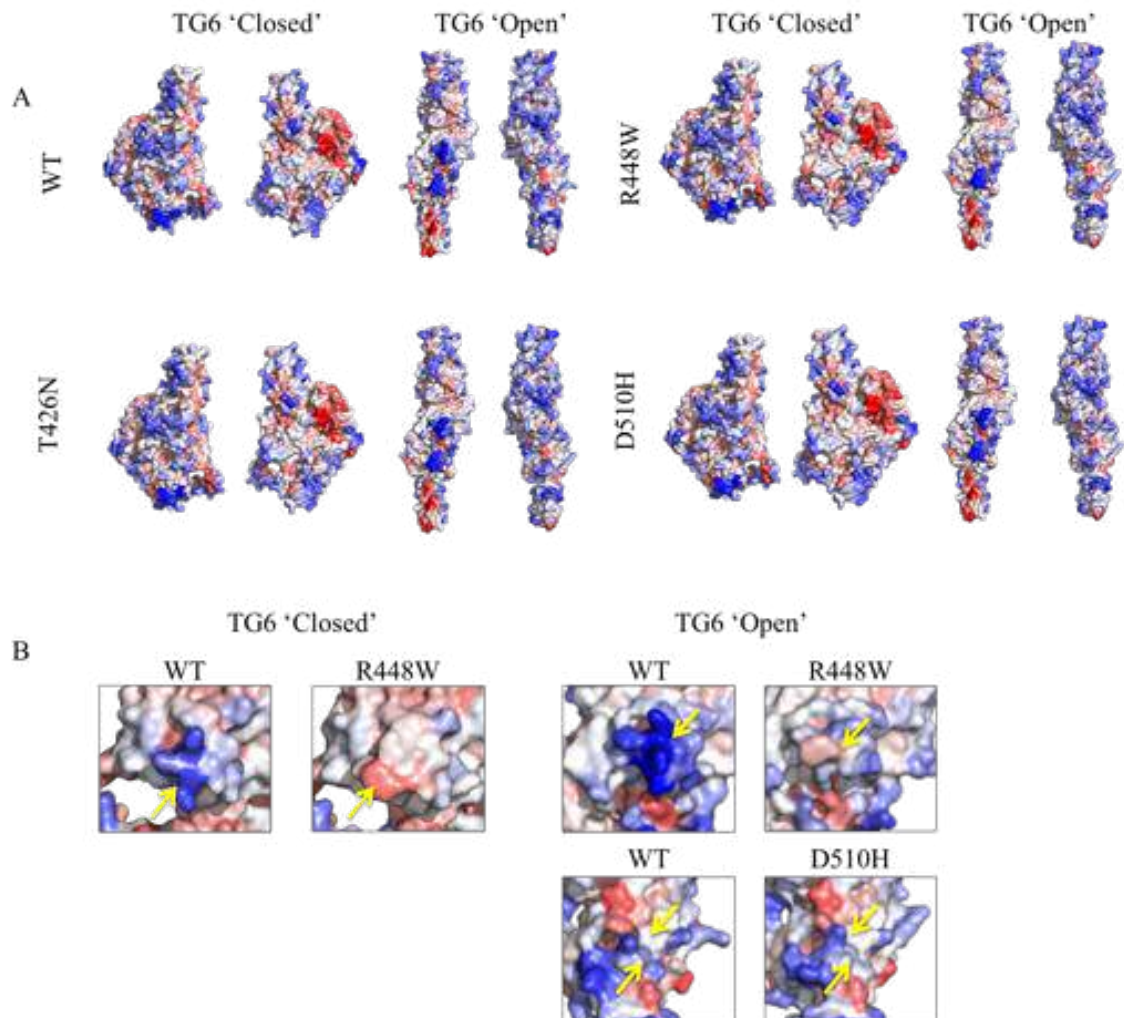 TG6 ‘Closed’ TG6 ‘Open’ TG6 ‘Closed’ TG6 ‘Open’
A
WT
R448W
T426N
D510H
TG6 ‘Closed’ TG6 ‘Open’
B
WT R448W WT R448W
WT D510H